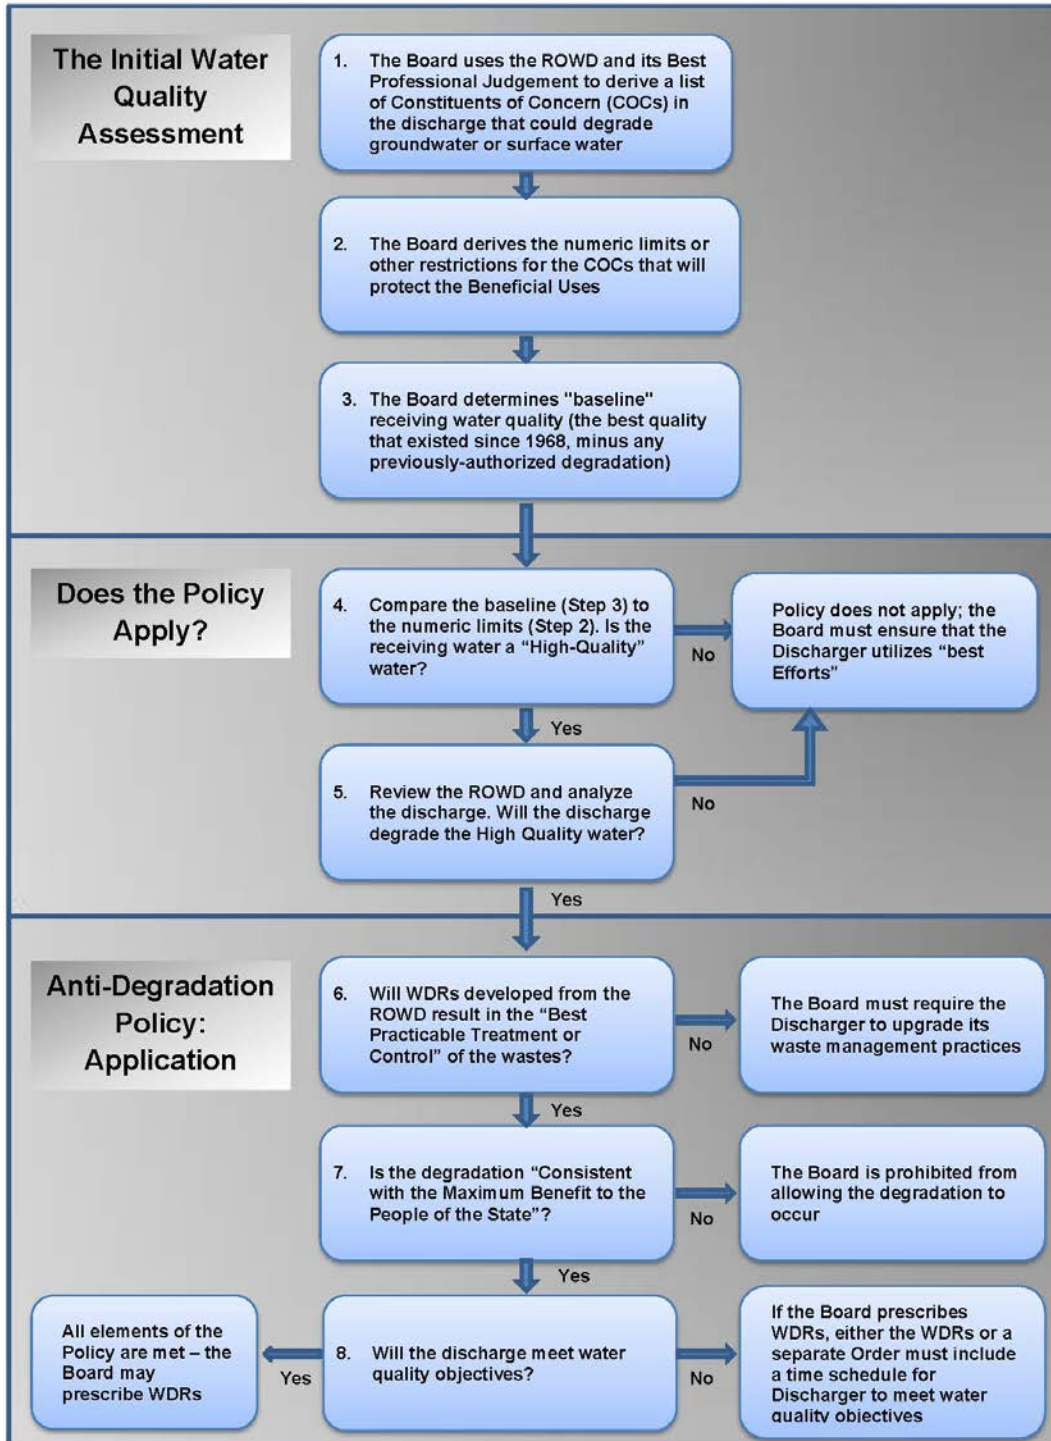 The Initial Water
Quality
Assessment
1. The Board uses the ROWD and its Best
Professional Judgement to derive a list
of Constituents of Concern (COCs) in
the discharge that could degrade
groundwater or surface water
2. The Board derives the numeric limits or
other restrictions for the COCs that will
protect the Beneficial Uses
3. The Board determines "baseline"
receiving water quality (the best quality
that existed since 1968, minus any
previously-authorized degradation)
Does the Policy
Apply?
4. Compare the baseline (Step 3) to
the numeric limits (Step 2). Is the
receiving water a “High-Quality”
water?
No
Policy does not apply; the
Board must ensure that the
Discharger utilizes “best
Efforts”
Yes
5. Review the ROWD and analyze
the discharge. Will the discharge
degrade the High Quality water?
No
Yes
Anti-Degradation
Policy:
Application
6. Will WDRs developed from the
ROWD result in the “Best
Practicable Treatment or
Control” of the wastes?
No
The Board must require the
Discharger to upgrade its
waste management practices
Yes
7. Is the degradation “Consistent
with the Maximum Benefit to the
People of the State”?
No
The Board is prohibited from
allowing the degradation to
occur
Yes
All elements of the
Policy are met – the
Board may
prescribe WDRs
Yes
8. Will the discharge meet water
quality objectives?
No
If the Board prescribes
WDRs, either the WDRs or a
separate Order must include
a time schedule for
Discharger to meet water
quality objectives